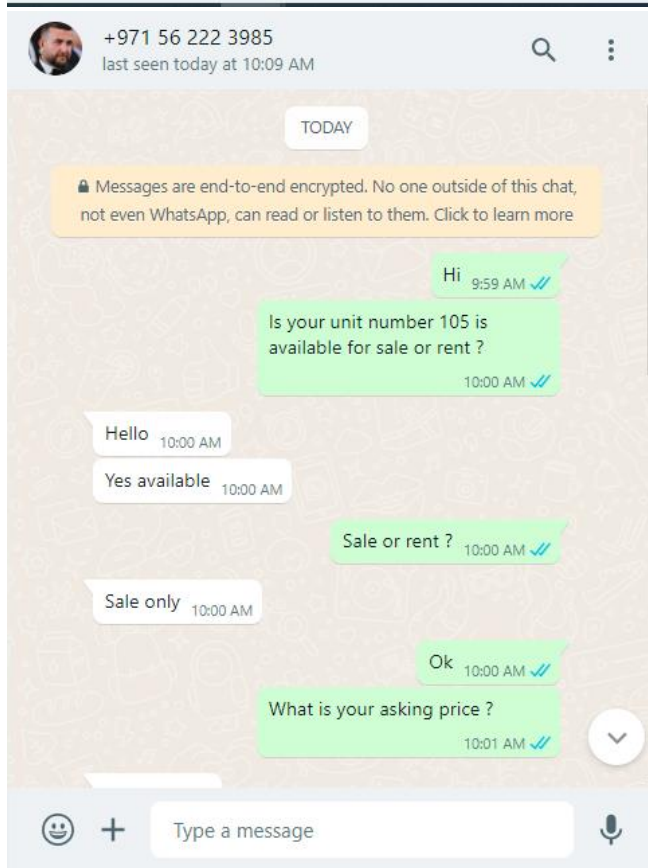 +971 56 222 3985
last seen today at 10:09 AM
TODAY
Messages are end-to-end encrypted. No one outside of this chat,
not even WhatsApp, can read or listen to them. Click to learn more
Hi 9:59 AM
Is your unit number 105 is
available for sale or rent ?
10:00 AM
Hello 10:00 AM
Yes available 10:00 AM
Sale or rent ? 10:00 AM
Sale only 10:00 AM
Ok 10:00 AM
What is your asking price ?
10:01 AM
Type a message